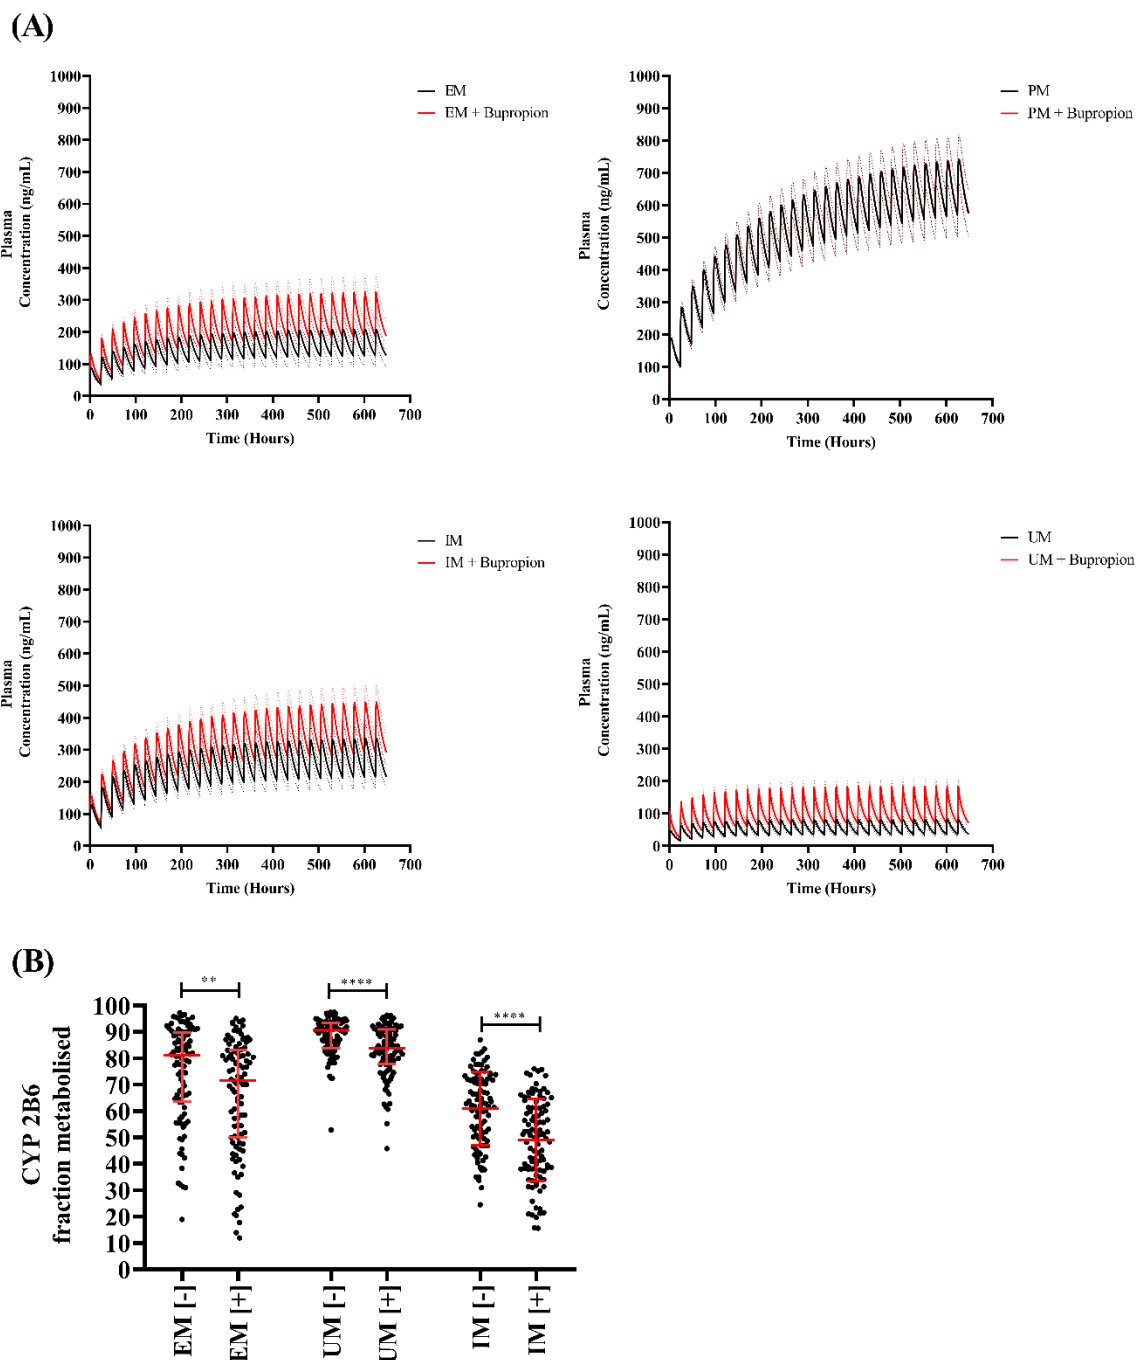 (A)
1000
900
800
700
600
500
400
300
200
100
0
Plasma
Concentration (ng/mL)
0 100 200 300 400 500 600 700
Time (Hours)
EM
EM + Bupropion
1000
900
800
700
600
500
400
300
200
100
0
Plasma
Concentration (ng/mL)
0 100 200 300 400 500 600 700
Time (Hours)
PM
PM + Bupropion
1000
900
800
700
600
500
400
300
200
100
0
Plasma
Concentration (ng/mL)
0 100 200 300 400 500 600 700
Time (Hours)
IM
IM + Bupropion
1000
900
800
700
600
500
400
300
200
100
0
Plasma
Concentration (ng/mL)
0 100 200 300 400 500 600 700
Time (Hours)
UM
UM + Bupropion
(B)
CYP 2B6
fraction metabolised
100
90
80
70
60
50
40
30
20
10
0
** **** ****
EM [-]
EM [+]
UM [-]
UM [+]
IM [-]
IM [+]